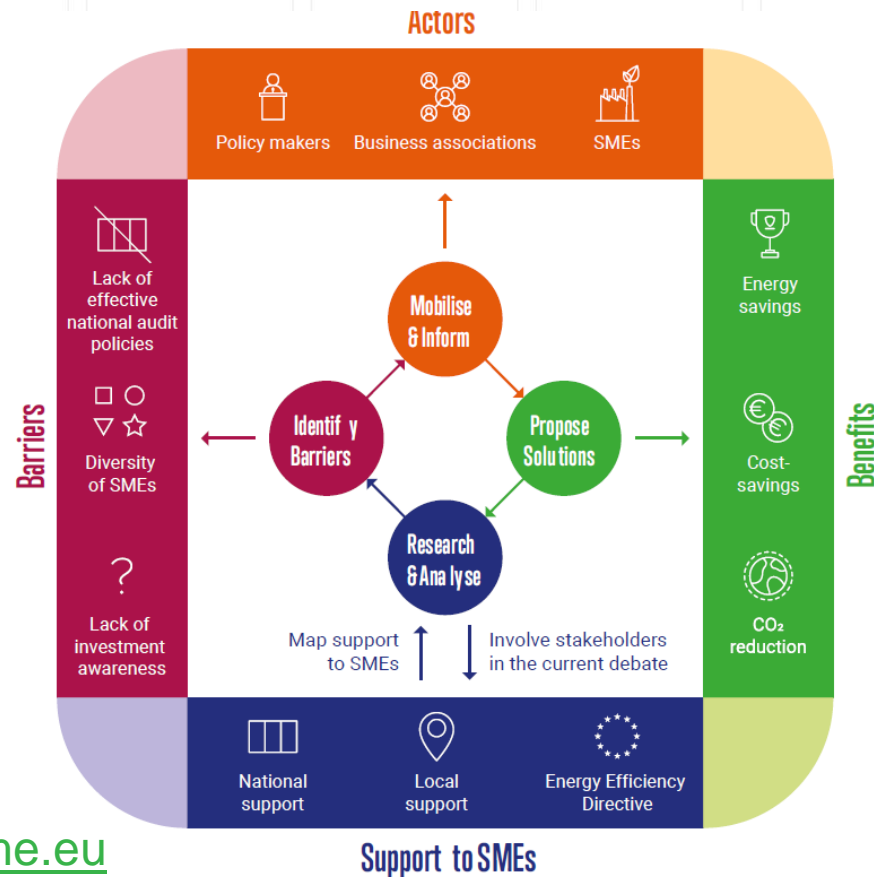 Actors
Policy makers
Business associations
SMEs
Barriers
Lack of
effective
national audit
policies
Diversity
of SMEs
?
Lack of
investment
awareness
Mobilise
& Inform
Identif y
Barriers
Propose
Solutions
Research
& Ana ly se
Map support
to SMEs
Involve stakeholders
in the current debate
Energy
savings
€
€
Cost-
savings
CO₂
reduction
Benefits
National
support
Local
support
Energy Efficiency
Directive
Support to SMEs
ne.eu